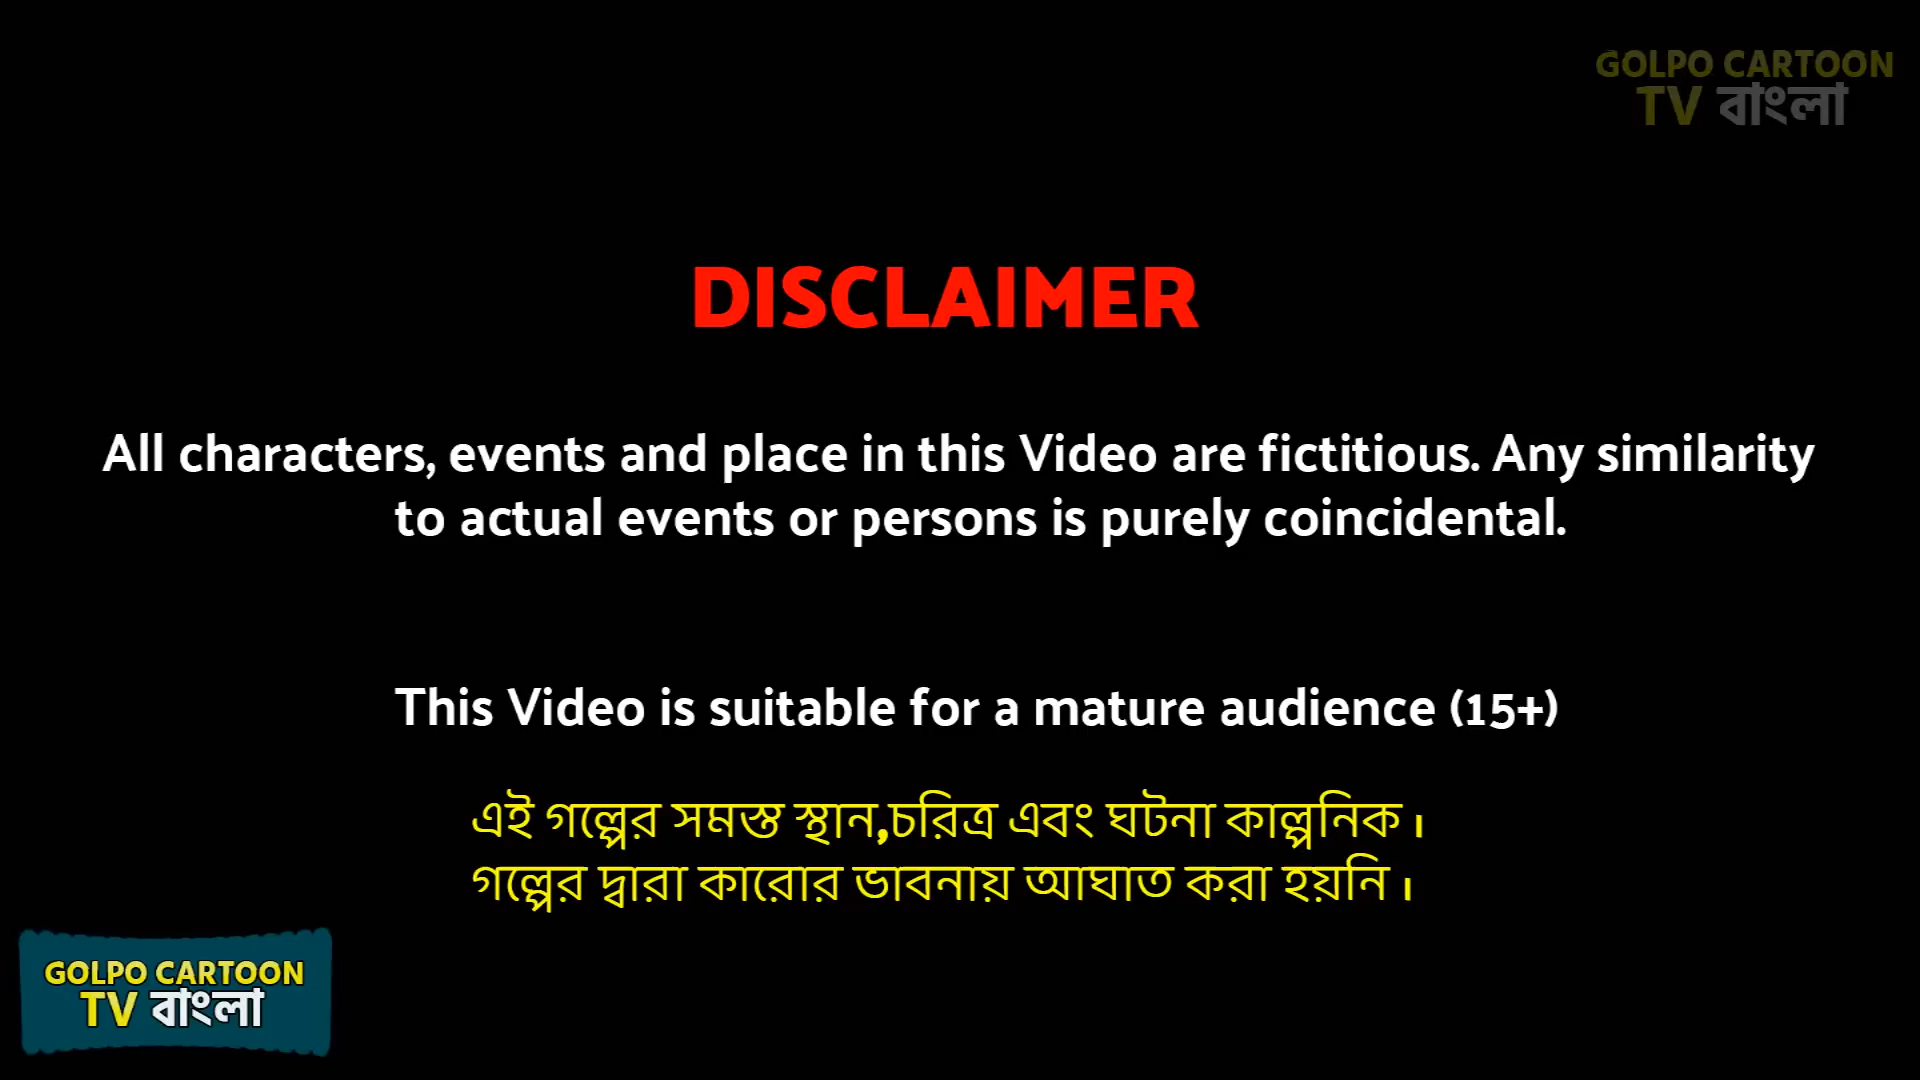 GOLPO CARTOON
TV বাংলা
DISCLAIMER
All characters, events and place in this Video are fictitious. Any similarity
to actual events or persons is purely coincidental.
This Video is suitable for a mature audience (15+)
এই গল্পের সমস্ত স্থান,চরিত্র এবং ঘটনা কাল্পনিক ।
গল্পের দ্বারা কারোর ভাবনায় আঘাত করা হয়নি ।
GOLPO CARTOON
TV বাংলা